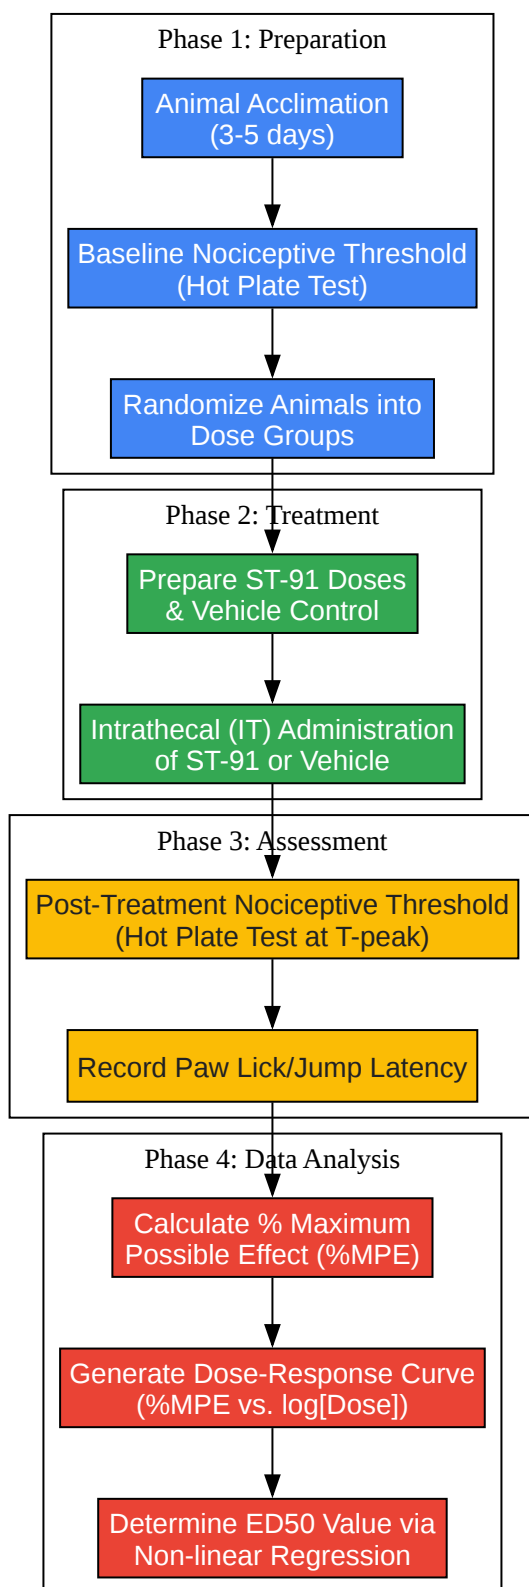 Phase 1: Preparation
Animal Acclimation
(3-5 days)
Baseline Nociceptive Threshold
(Hot Plate Test)
Randomize Animals into
Dose Groups
Phase 2: Treatment
Prepare ST-91 Doses
& Vehicle Control
Intrathecal (IT) Administration
of ST-91 or Vehicle
Phase 3: Assessment
Post-Treatment Nociceptive Threshold
(Hot Plate Test at T-peak)
Record Paw Lick/Jump Latency
Phase 4: Data Analysis
Calculate % Maximum
Possible Effect (%MPE)
Generate Dose-Response Curve
(%MPE vs. log[Dose])
Determine ED50 Value via
Non-linear Regression